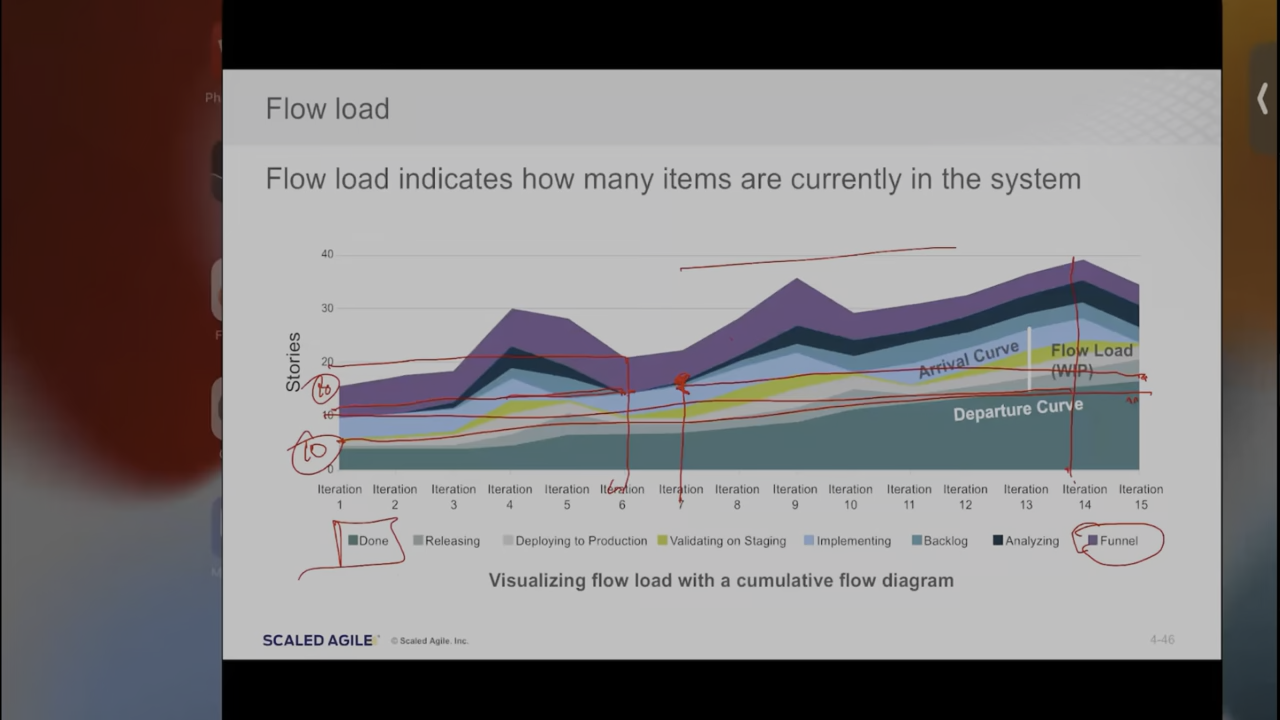 Ph
Flow load
Flow load indicates how many items are currently in the system
40
30
20
10
0
Stories
Arrival Curve
Flow Load
(WIP)
Departure Curve
10
Iteration 1
Iteration 2
Iteration 3
Iteration 4
Iteration 5
Iteration 6
Iteration 7
Iteration 8
Iteration 9
Iteration 10
Iteration 11
Iteration 12
Iteration 13
Iteration 14
Iteration 15
Done Releasing Deploying to Production Validating on Staging Implementing Backlog Analyzing Funnel
Visualizing flow load with a cumulative flow diagram
SCALED AGILE © Scaled Agile. Inc.
4-46